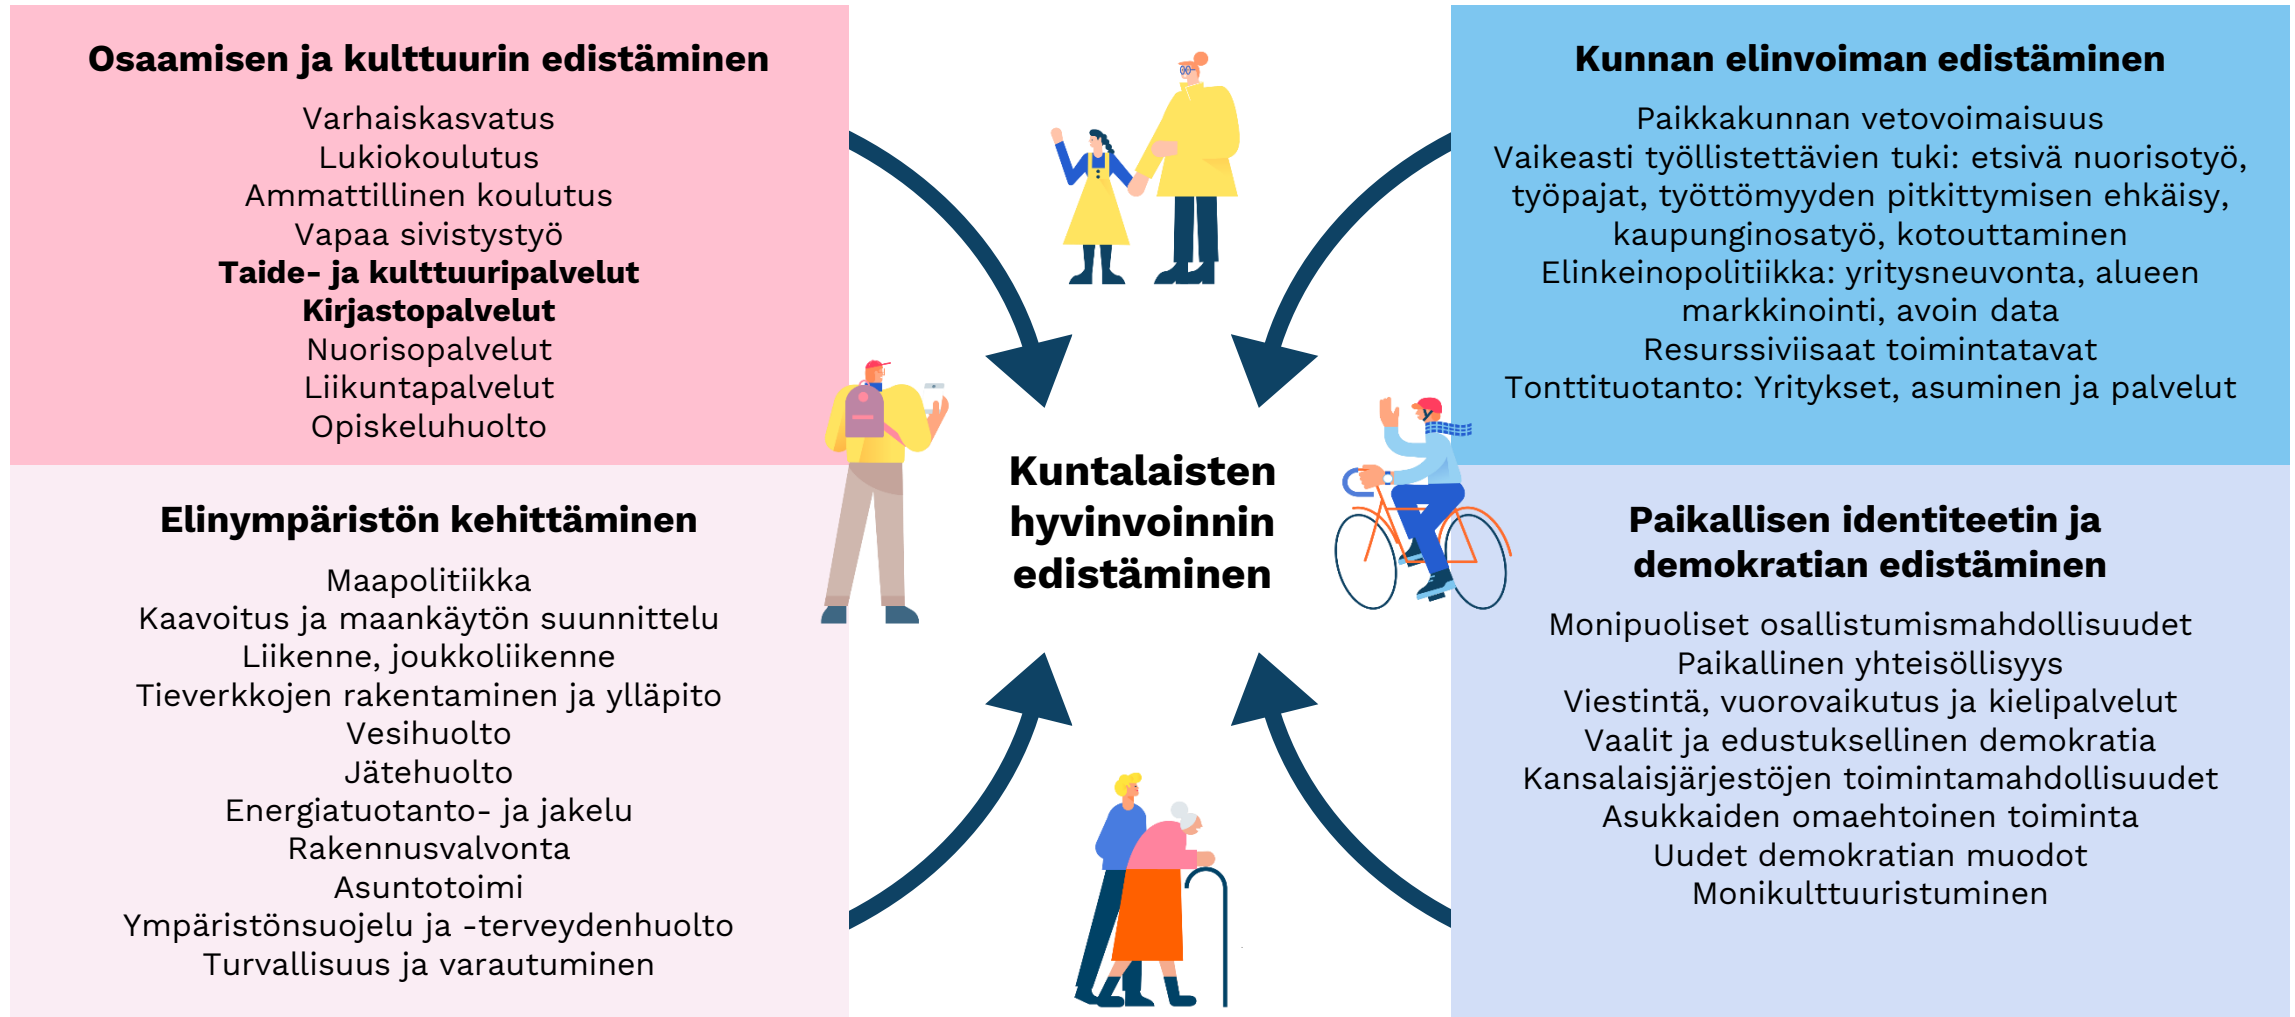 Osaamisen ja kulttuurin edistäminen
Varhaiskasvatus
Lukiokoulutus
Ammattillinen koulutus
Vapaa sivistystyö
Taide- ja kulttuuripalvelut
Kirjastopalvelut
Nuorisopalvelut
Liikuntapalvelut
Opiskeluhuolto
Elinympäristön kehittäminen
Maapolitiikka
Kaavoitus ja maankäytön suunnittelu
Liikenne, joukkoliikenne
Tieverkkojen rakentaminen ja ylläpito
Vesihuolto
Jätehuolto
Energiatuotanto- ja jakelu
Rakennusvalvonta
Asuntotoimi
Ympäristönsuojelu ja -terveydenhuolto
Turvallisuus ja varautuminen
Kuntalaisten
hyvinvoinnin
edistäminen
Kunnan elinvoiman edistäminen
Paikkakunnan vetovoimaisuus
Vaikeasti työllistettävien tuki: etsivä nuorisotyö,
työpajat, työttömyyden pitkittymisen ehkäisy,
kaupunginosatyö, kotouttaminen
Elinkeinopolitiikka: yritysneuvonta, alueen
markkinointi, avoin data
Resurssiviisaat toimintatavat
Tonttituotanto: Yritykset, asuminen ja palvelut
Paikallisen identiteetin ja
demokratian edistäminen
Monipuoliset osallistumismahdollisuudet
Paikallinen yhteisöllisyys
Viestintä, vuorovaikutus ja kielipalvelut
Vaalit ja edustuksellinen demokratia
Kansalaisjärjestöjen toimintamahdollisuudet
Asukkaiden omaehtoinen toiminta
Uudet demokratian muodot
Monikulttuuristuminen